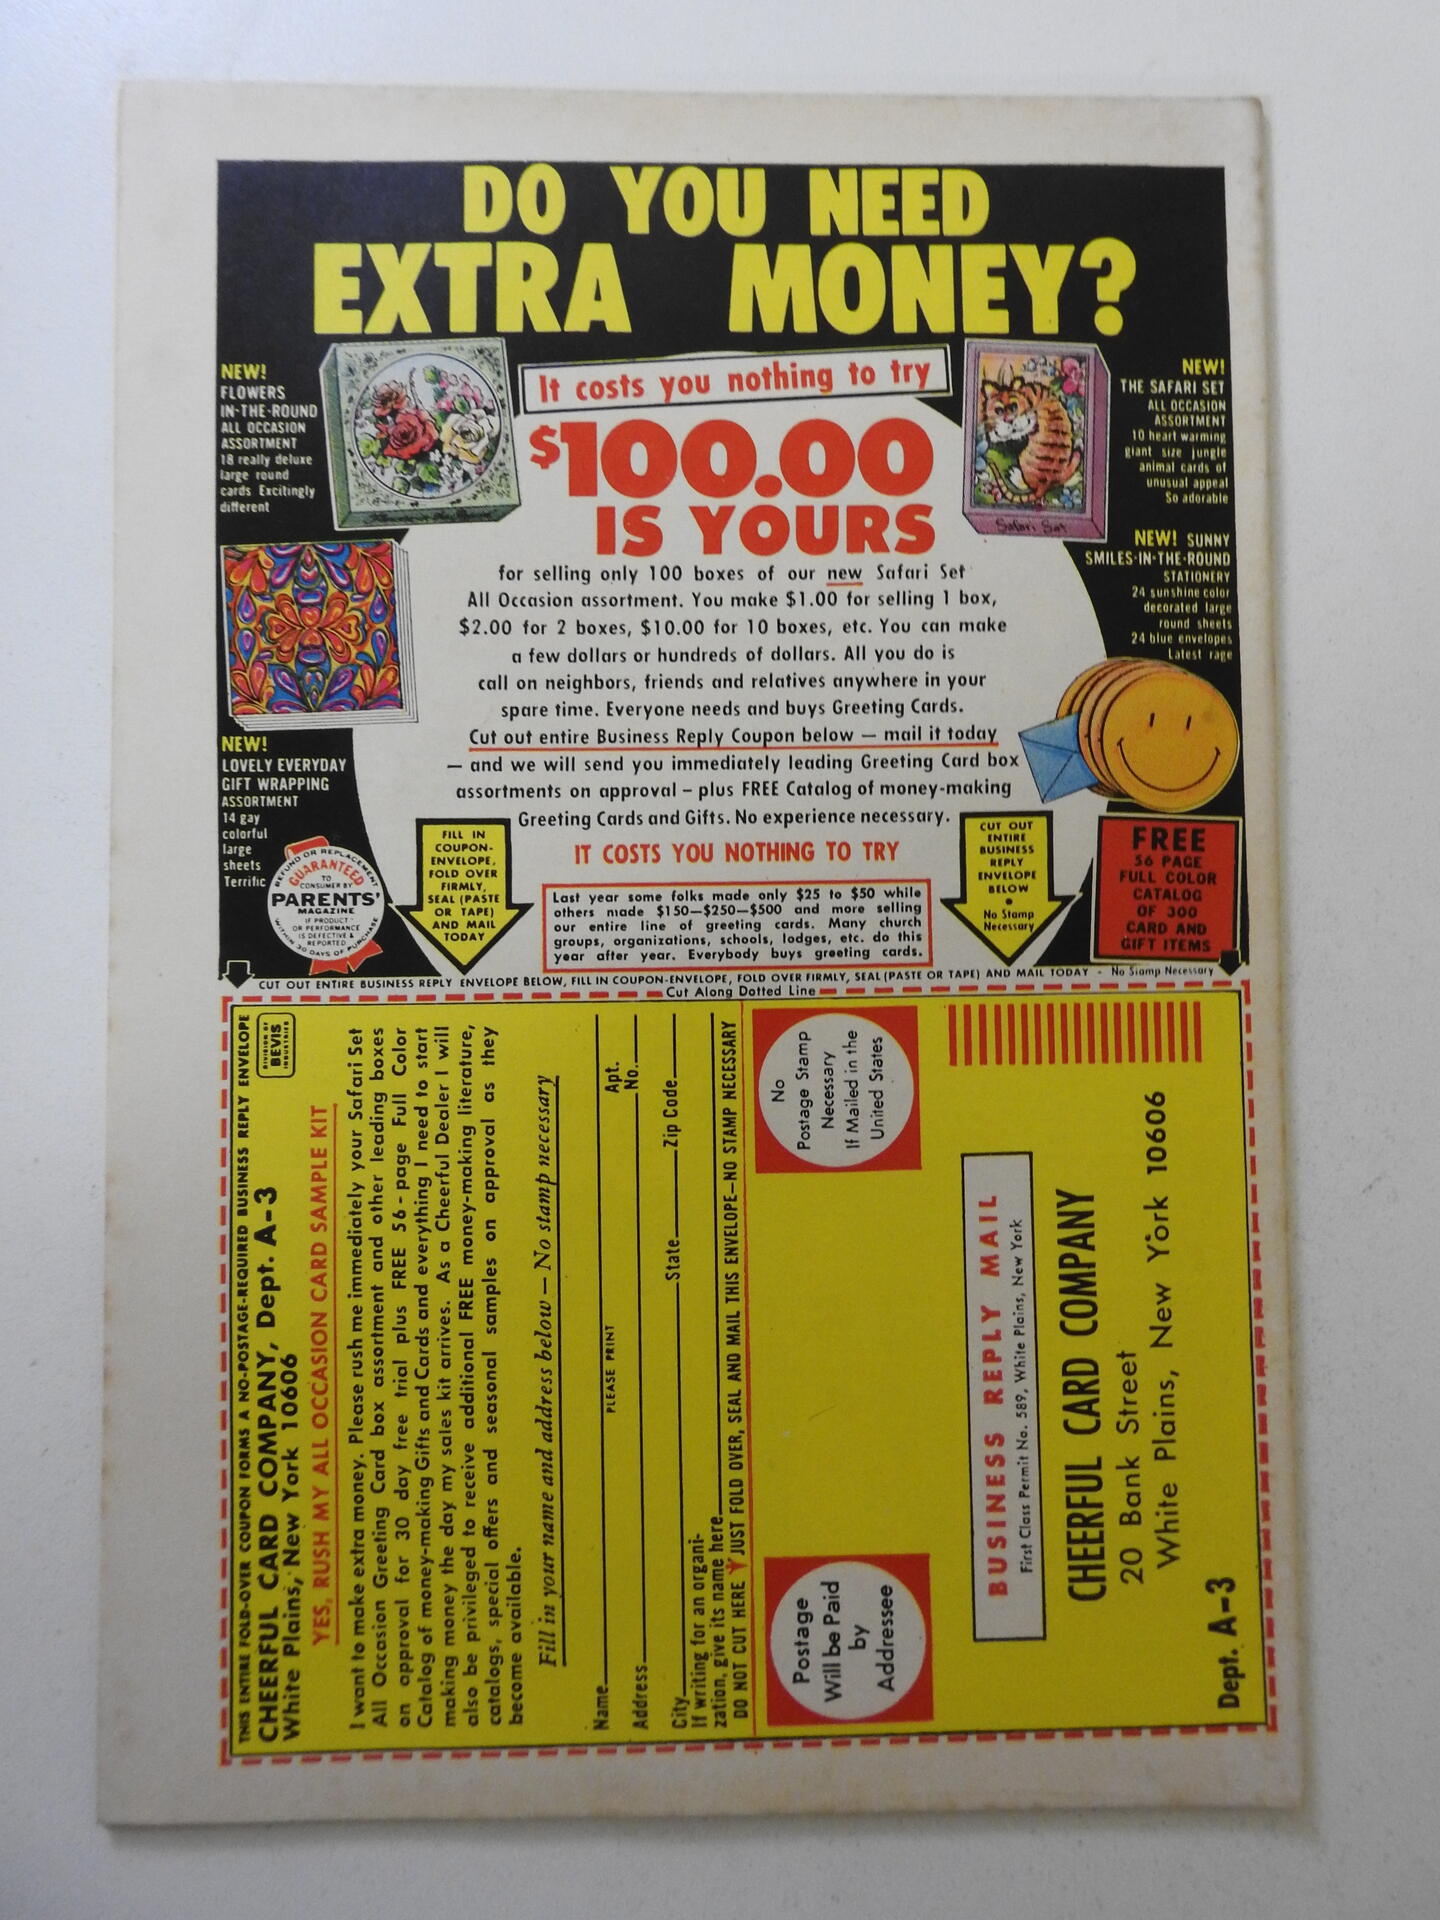 DO YOU NEED
EXTRA MONEY?
It costs you nothing to try
NEW!
FLOWERS
IN-THE-ROUND
ALL OCCASION
ASSORTMENT
18 really deluxe
large round
cards Excitingly
different
NEW!
THE SAFARI SET
ALL OCCASION
ASSORTMENT
10 heart warming
giant size jungle
animal cards of
unusual appeal
So adorable
Safari Set
$100.00
IS YOURS
for selling only 100 boxes of our new Safari Set
All Occasion assortment. You make $1.00 for selling 1 box,
$2.00 for 2 boxes, $10.00 for 10 boxes, etc. You can make
a few dollars or hundreds of dollars. All you do is
call on neighbors, friends and relatives anywhere in your
spare time. Everyone needs and buys Greeting Cards.
Cut out entire Business Reply Coupon below — mail it today
— and we will send you immediately leading Greeting Card box
assortments on approval – plus FREE Catalog of money-making
Greeting Cards and Gifts. No experience necessary.
IT COSTS YOU NOTHING TO TRY
NEW! SUNNY
SMILES-IN-THE-ROUND
STATIONERY
24 sunshine color
decorated large
round sheets
24 blue envelopes
Latest rage
NEW!
LOVELY EVERYDAY
GIFT WRAPPING
ASSORTMENT
14 gay
colorful
large
sheets
Terrific
REFUND OR REPLACEMENT
GUARANTEED
TO
CONSUMER BY
PARENTS'
MAGAZINE
IF PRODUCT
OR PERFORMANCE
IS DEFECTIVE &
REPORTED
WITHIN 30 DAYS OF PURCHASE
FILL IN
COUPON-
ENVELOPE,
FOLD OVER
FIRMLY,
SEAL (PASTE
OR TAPE)
AND MAIL
TODAY
Last year some folks made only $25 to $50 while
others made $150—$250—$500 and more selling
our entire line of greeting cards. Many church
groups, organizations, schools, lodges, etc. do this
year after year. Everybody buys greeting cards.
CUT OUT
ENTIRE
BUSINESS
REPLY
ENVELOPE
BELOW
•
No Stamp
Necessary
FREE
56 PAGE
FULL COLOR
CATALOG
OF 300
CARD AND
GIFT ITEMS
CUT OUT ENTIRE BUSINESS REPLY ENVELOPE BELOW, FILL IN COUPON-ENVELOPE, FOLD OVER FIRMLY, SEAL (PASTE OR TAPE) AND MAIL TODAY - No Stamp Necessary
Cut Along Dotted Line
THIS ENTIRE FOLD-OVER COUPON FORMS A NO-POSTAGE-REQUIRED BUSINESS REPLY ENVELOPE
CHEERFUL CARD COMPANY, Dept. A-3
White Plains, New York 10606
DIVISION OF
BEVIS
INDUSTRIES
YES, RUSH MY ALL OCCASION CARD SAMPLE KIT
I want to make extra money. Please rush me immediately your Safari Set
All Occasion Greeting Card box assortment and other leading boxes
on approval for 30 day free trial plus FREE 56-page Full Color
Catalog of money-making Gifts and Cards and everything I need to start
making money the day my sales kit arrives. As a Cheerful Dealer I will
also be privileged to receive additional FREE money-making literature,
catalogs, special offers and seasonal samples on approval as they
become available.
Fill in your name and address below — No stamp necessary
Name
PLEASE PRINT
Address
Apt.
No.
City
State
Zip Code
If writing for an organi-
zation, give its name here
DO NOT CUT HERE JUST FOLD OVER, SEAL AND MAIL THIS ENVELOPE—NO STAMP NECESSARY
No
Postage Stamp
Necessary
If Mailed in the
United States
Postage
Will be Paid
by
Addressee
BUSINESS REPLY MAIL
First Class Permit No. 589, White Plains, New York
CHEERFUL CARD COMPANY
20 Bank Street
White Plains, New York 10606
Dept. A-3